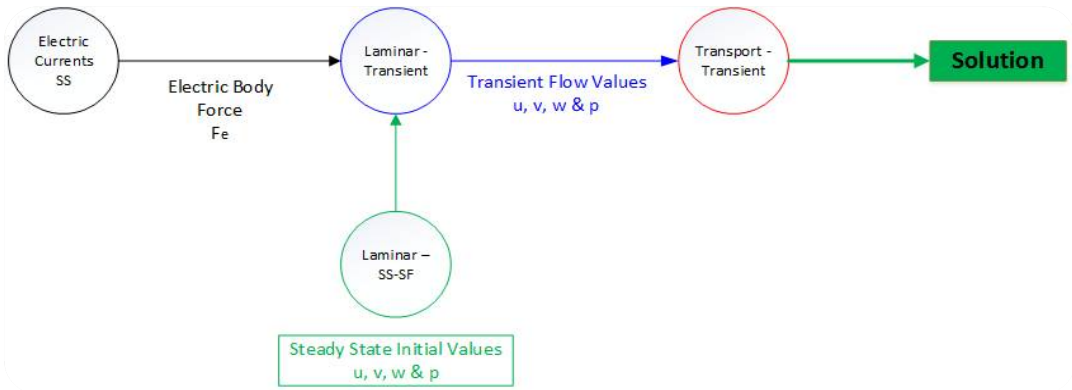 Electric
Currents
SS
Electric Body
Force
Fe
Laminar -
Transient
Transient Flow Values
u, v, w & p
Transport -
Transient
Solution
Laminar –
SS-SF
Steady State Initial Values
u, v, w & p